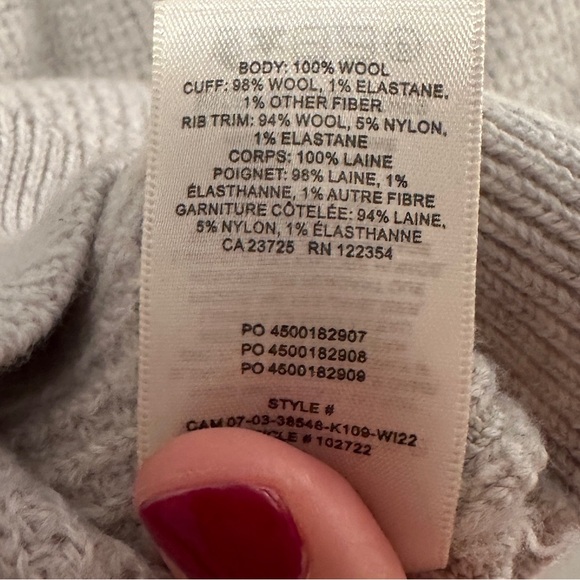 BODY: 100% WOOL
CUFF: 98% WOOL, 1% ELASTANE,
1% OTHER FIBER
RIB TRIM: 94% WOOL, 5% NYLON,
1% ELASTANE
CORPS: 100% LAINE
POIGNET: 98% LAINE, 1%
ÉLASTHANNE, 1% AUTRE FIBRE
GARNITURE CÔTELÉE: 94% LAINE,
5% NYLON, 1% ÉLASTHANNE
CA 23725 RN 122354
PO 4500182907
PO 4500182908
PO 4500182909
STYLE #
CAM 07-03-38548-K109-WI22
# 102722